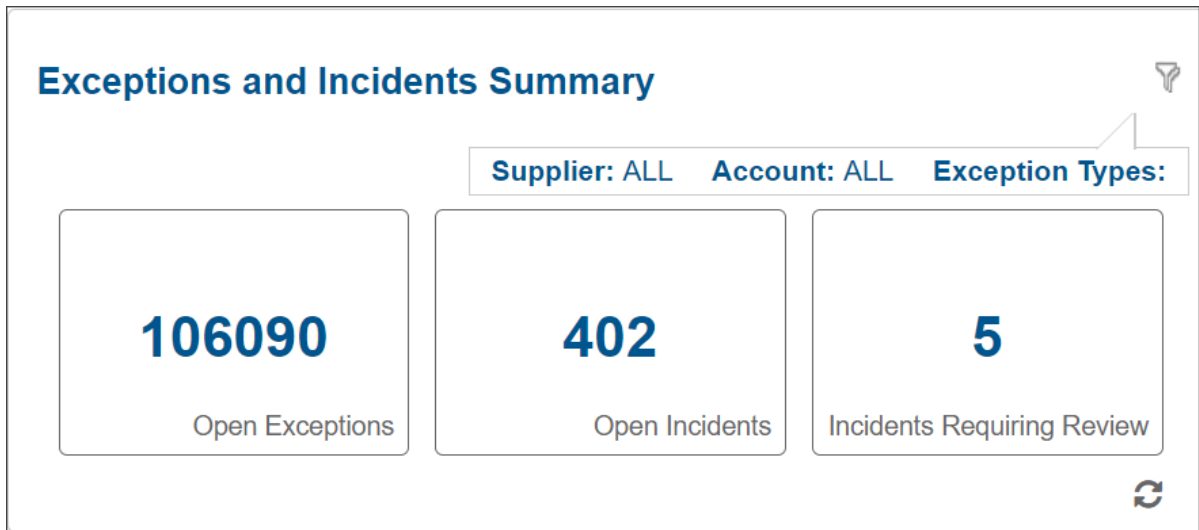 Exceptions and Incidents Summary
Supplier: ALL Account: ALL Exception Types:
106090
Open Exceptions
402
Open Incidents
5
Incidents Requiring Review